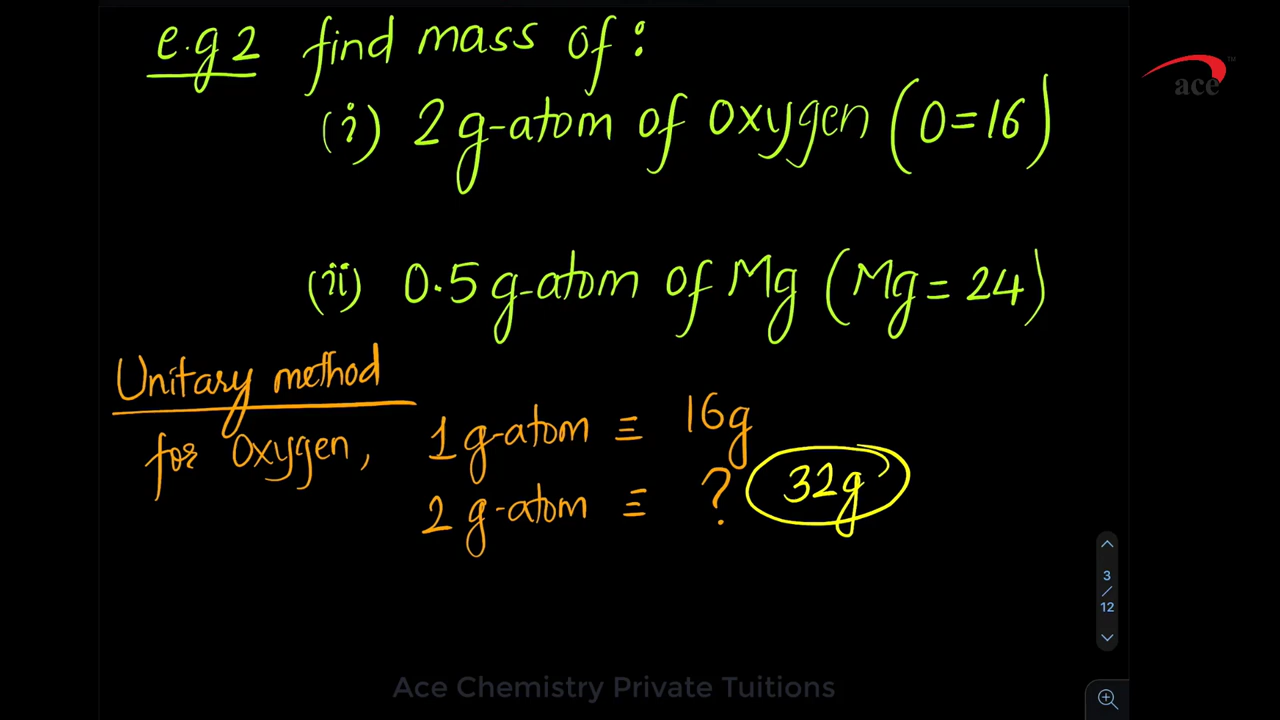 e.g 2 find mass of :
ace™
(i) 2 g-atom of Oxygen (O=16)
(ii) 0.5 g-atom of Mg (Mg = 24)
Unitary method
for Oxygen, 1 g-atom ≡ 16g
2 g-atom ≡ ? 32g
3
/
12
Ace Chemistry Private Tuitions